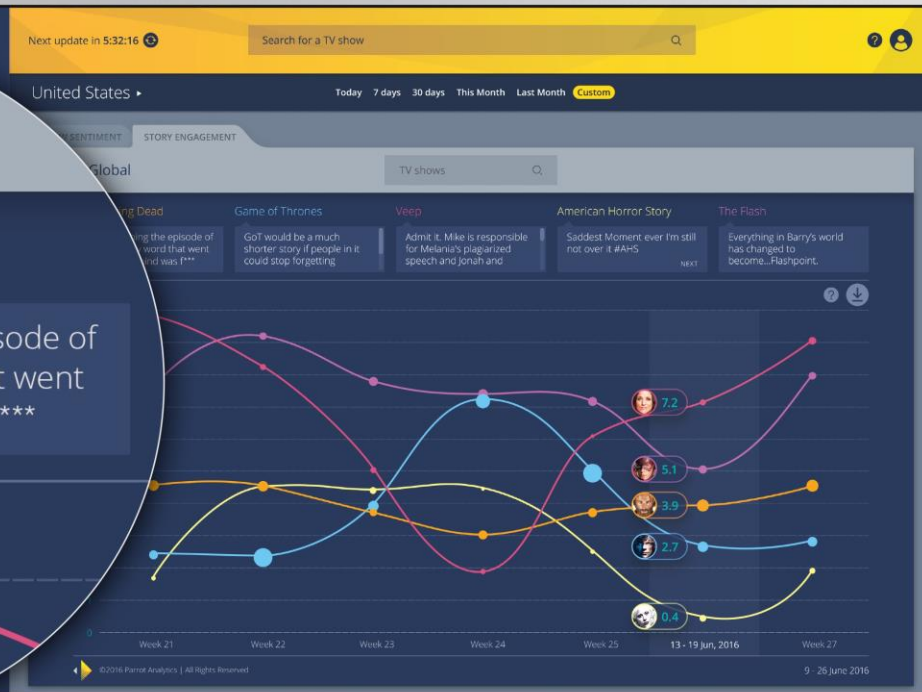 Next update in 5:32:16
Search for a TV show
United States
Today 7 days 30 days This Month Last Month Custom
SENTIMENT
STORY ENGAGEMENT
Global
TV shows
Dead
Game of Thrones
Veep
American Horror Story
The Flash
the episode of
word that went
was f***
GoT would be a much
shorter story if people in it
could stop forgetting
Admit it. Mike is responsible
for Melania's plagiarized
speech and Jonah and
Saddest Moment ever I'm still
not over it #AHS
NEXT
Everything in Barry's world
has changed to
become...Flashpoint.
of
went
***
7.2
5.1
3.9
2.7
0.4
0
Week 21
Week 22
Week 23
Week 24
Week 25
13 - 19 Jun, 2016
Week 27
©2016 Parrot Analytics | All Rights Reserved
9 - 26 June 2016